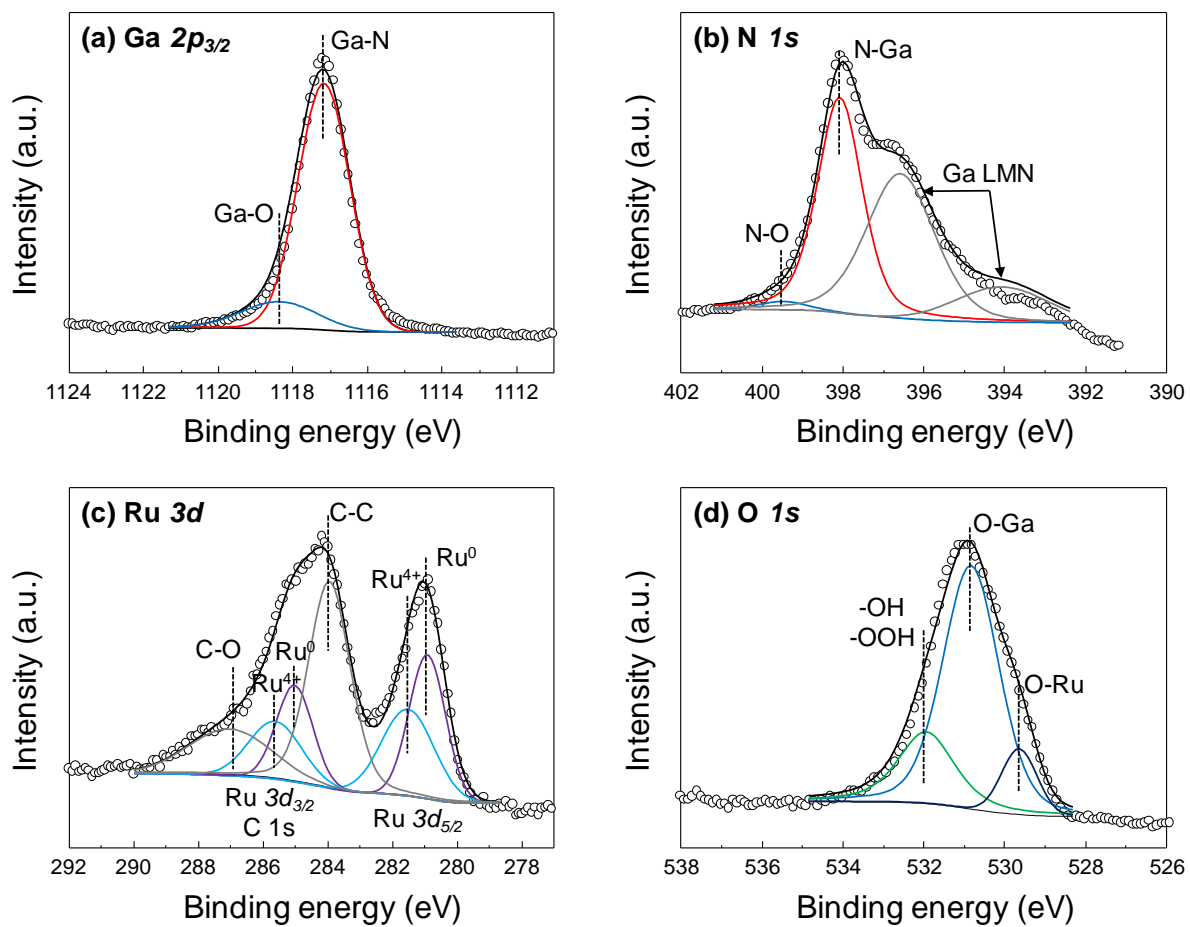 (a) Ga 2p3/2
Ga-N
Ga-O
Intensity (a.u.)
1124 1122 1120 1118 1116 1114 1112
Binding energy (eV)
(b) N 1s
N-Ga
Ga LMN
N-O
Intensity (a.u.)
402 400 398 396 394 392 390
Binding energy (eV)
(c) Ru 3d
C-C
Ru0
Ru4+
C-O
Ru0
Ru4+
Ru 3d3/2
C 1s
Ru 3d5/2
Intensity (a.u.)
292 290 288 286 284 282 280 278
Binding energy (eV)
(d) O 1s
O-Ga
-OH
-OOH
O-Ru
Intensity (a.u.)
538 536 534 532 530 528 526
Binding energy (eV)